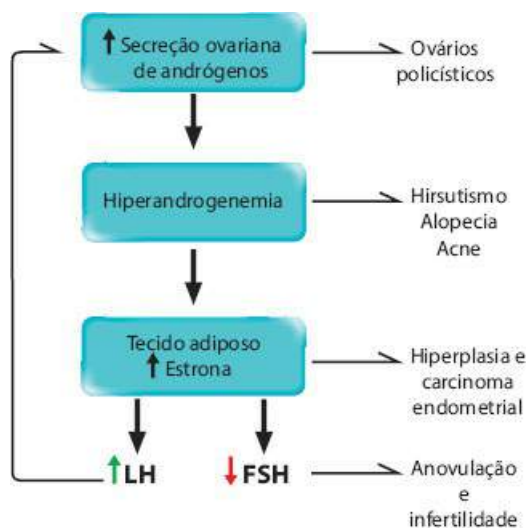 ↑ Secreção ovariana
de andrógenos
Ovários
policísticos
Hiperandrogenemia
Hirsutismo
Alopecia
Acne
Tecido adiposo
↑ Estrona
Hiperplasia e
carcinoma
endometrial
↑ LH
↓ FSH
Anovulação
e
infertilidade